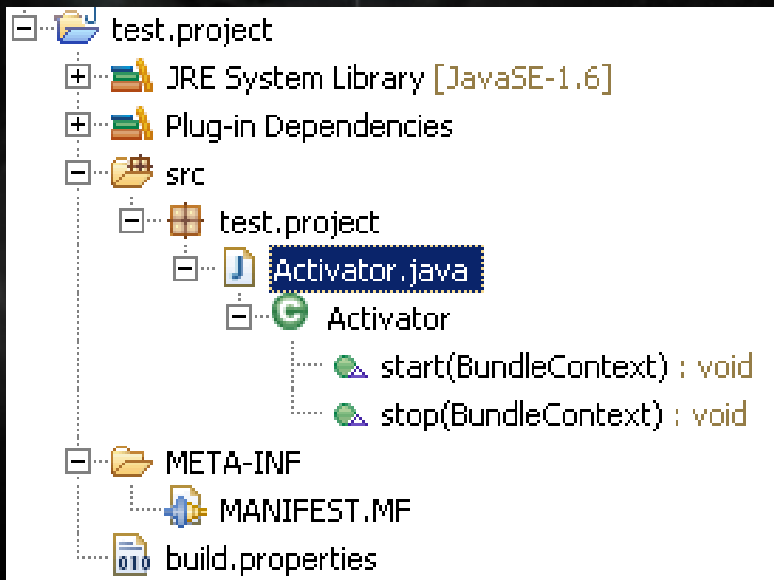 test.project
JRE System Library [JavaSE-1.6]
Plug-in Dependencies
src
test.project
Activator.java
Activator
start(BundleContext) : void
stop(BundleContext) : void
META-INF
MANIFEST.MF
build.properties